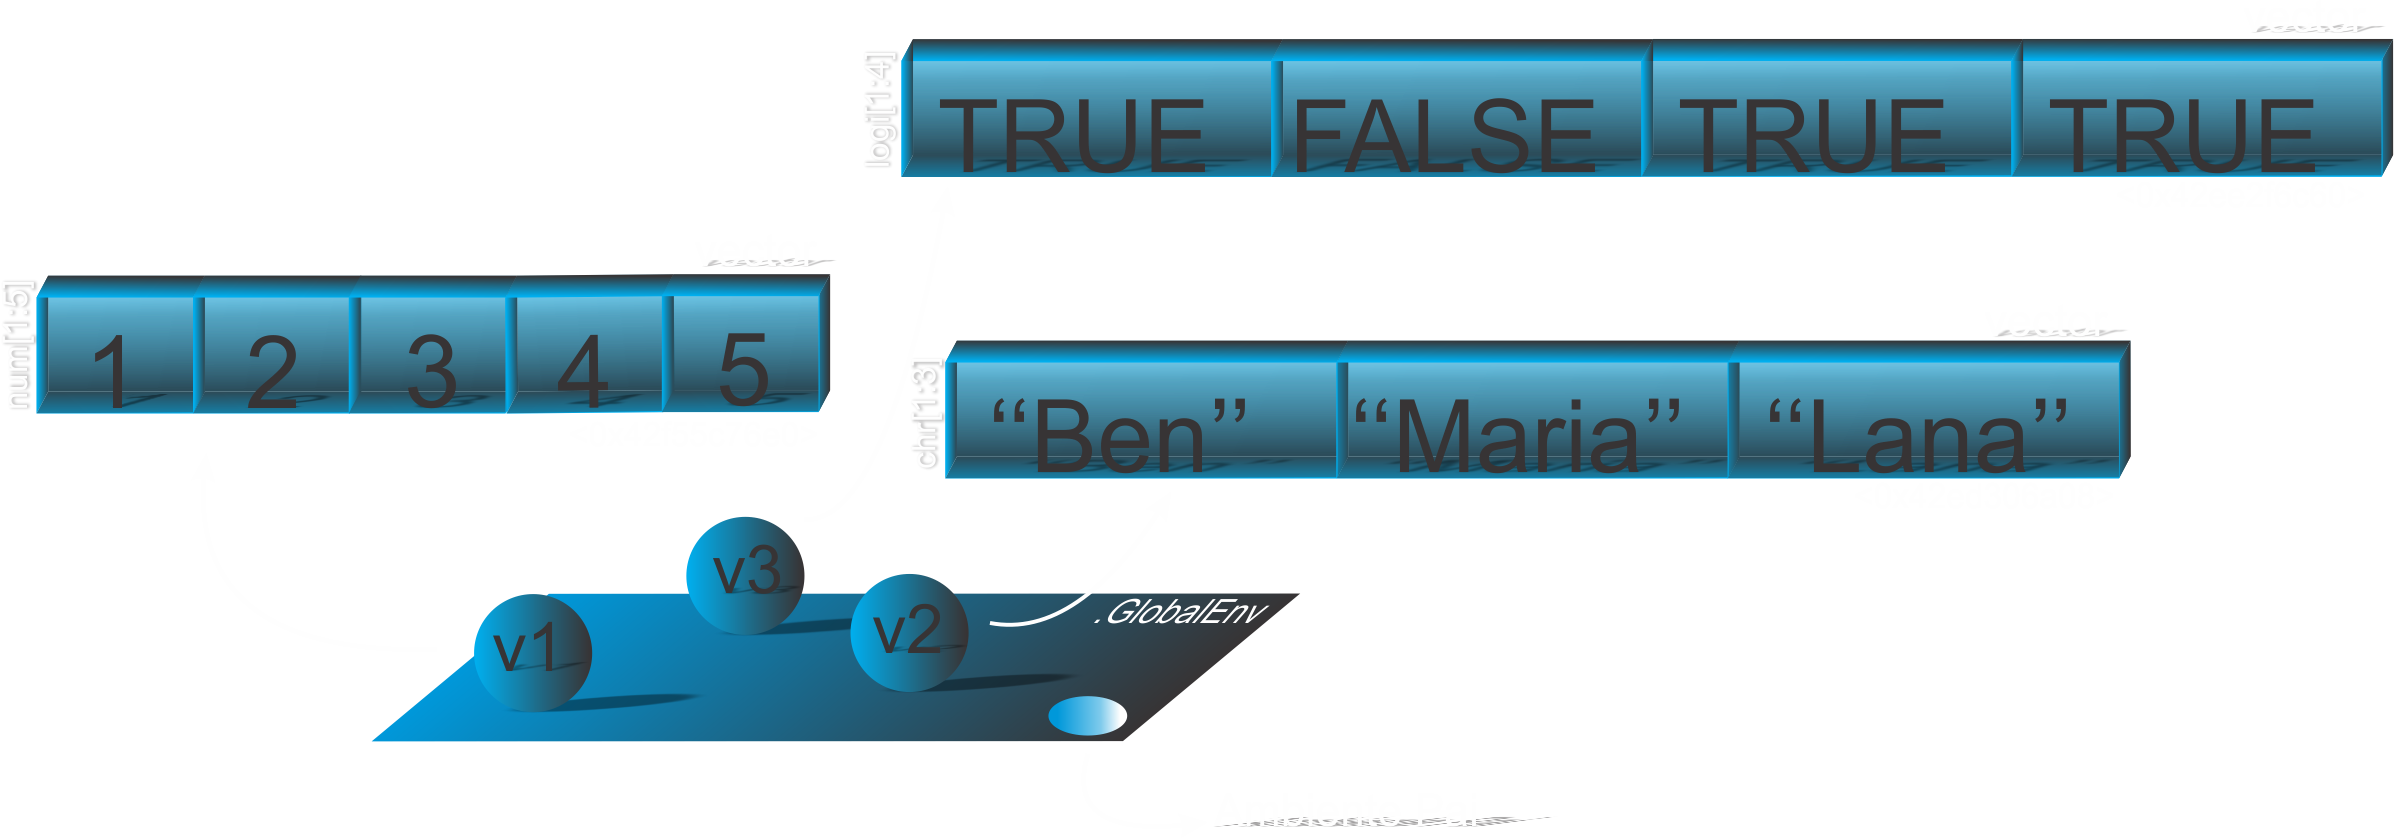 logi[1:4]
TRUE FALSE TRUE TRUE
num[1:5]
1 2 3 4 5
chr[1:3]
“Ben” “Maria” “Lana”
v3
v2
v1
.GlobalEnv